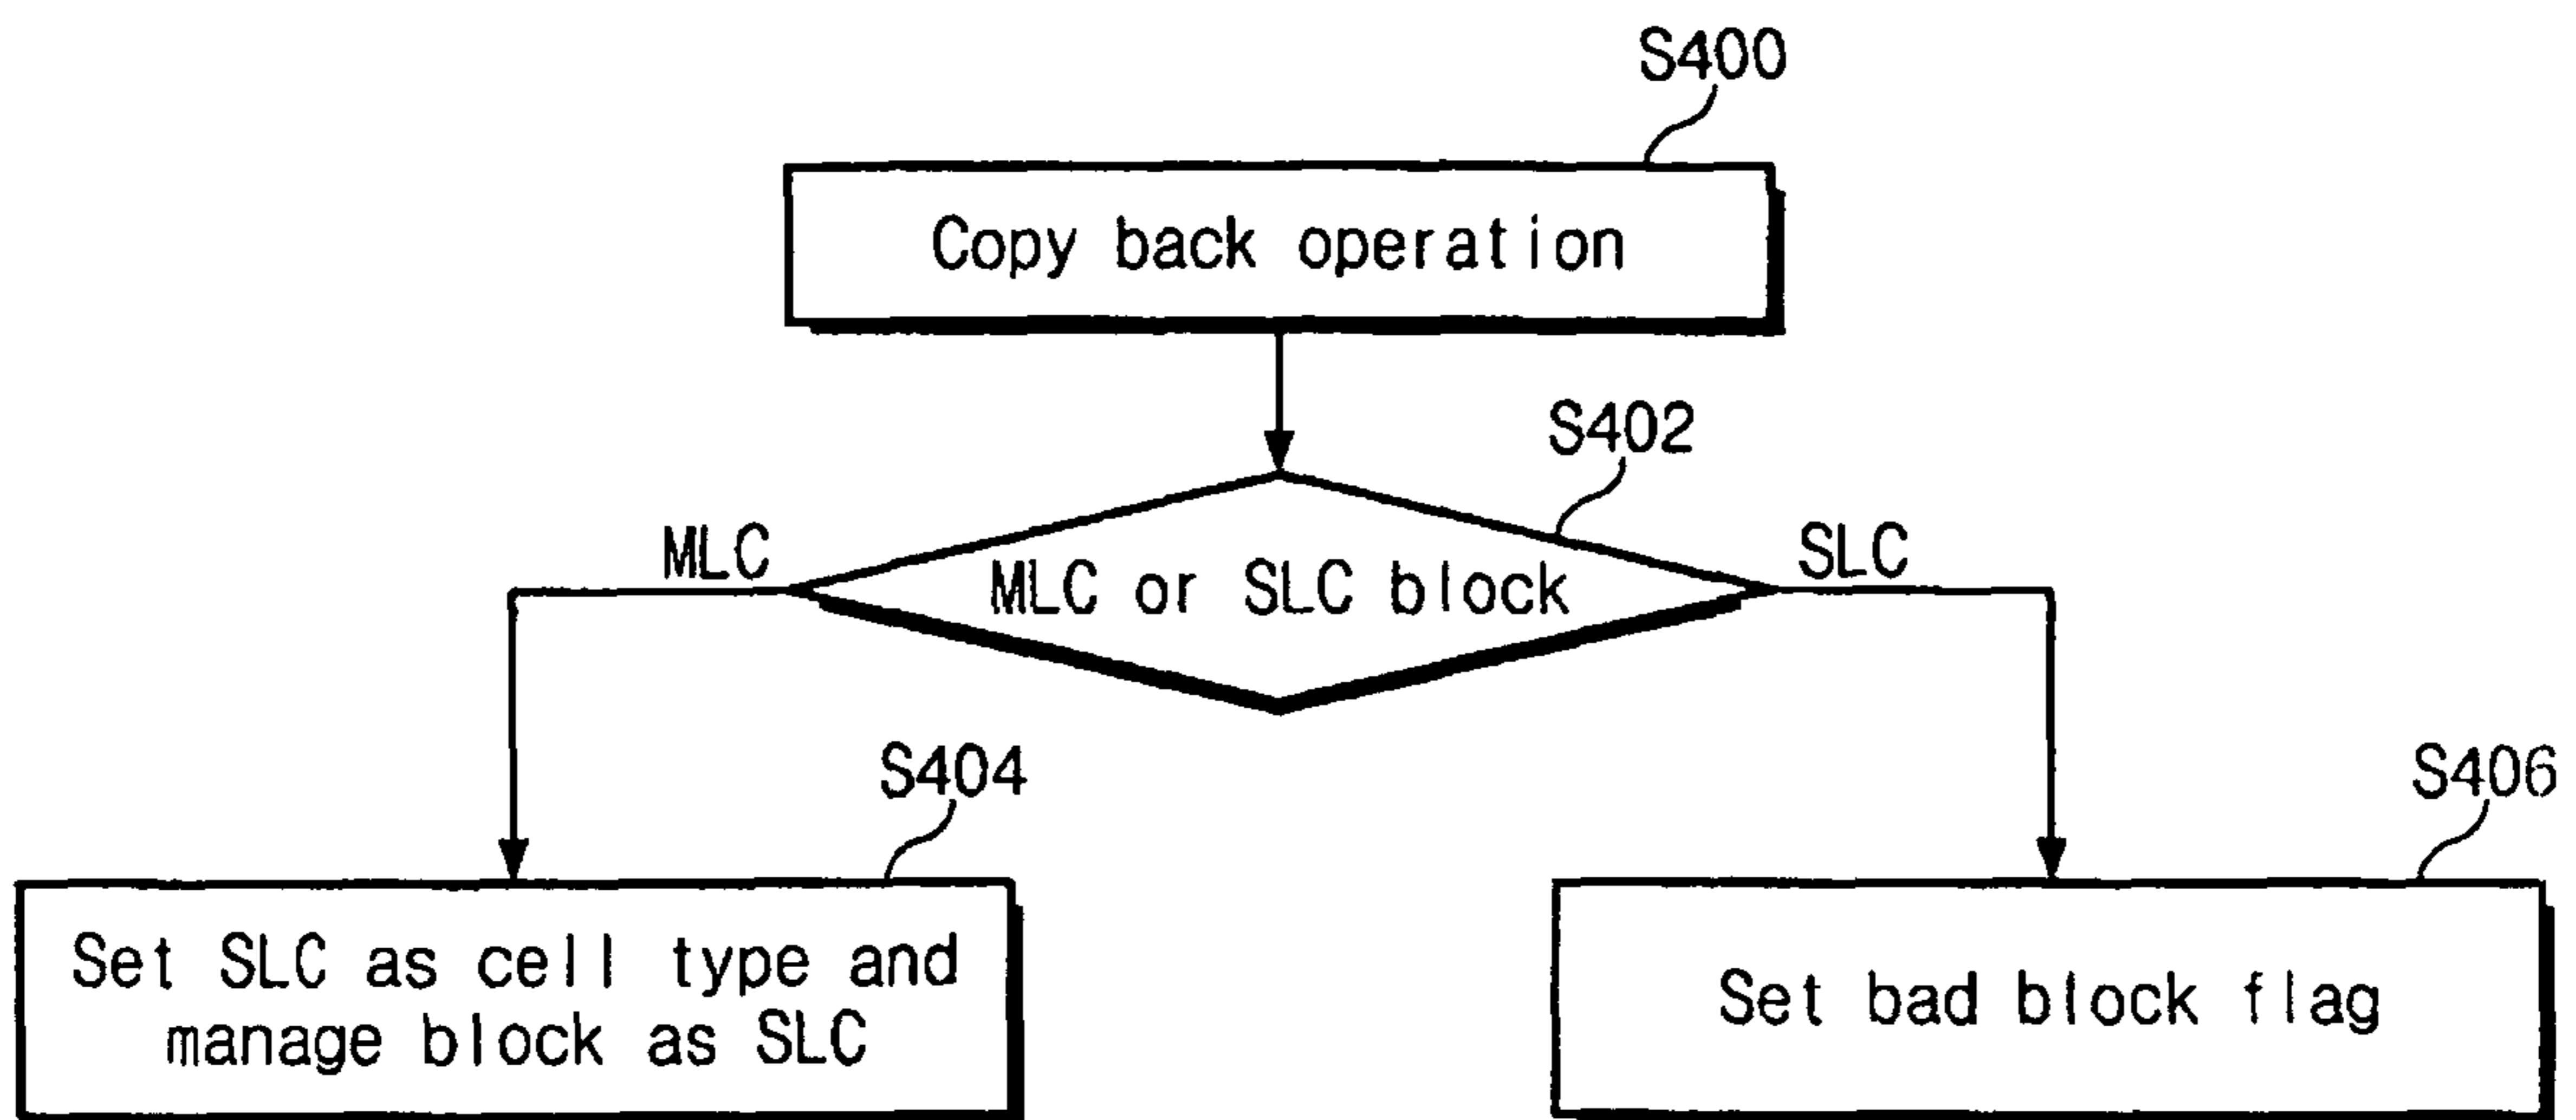 S400
Copy back operation
S402
MLC
MLC or SLC block
SLC
S404
S406
Set SLC as cell type and
manage block as SLC
Set bad block flag